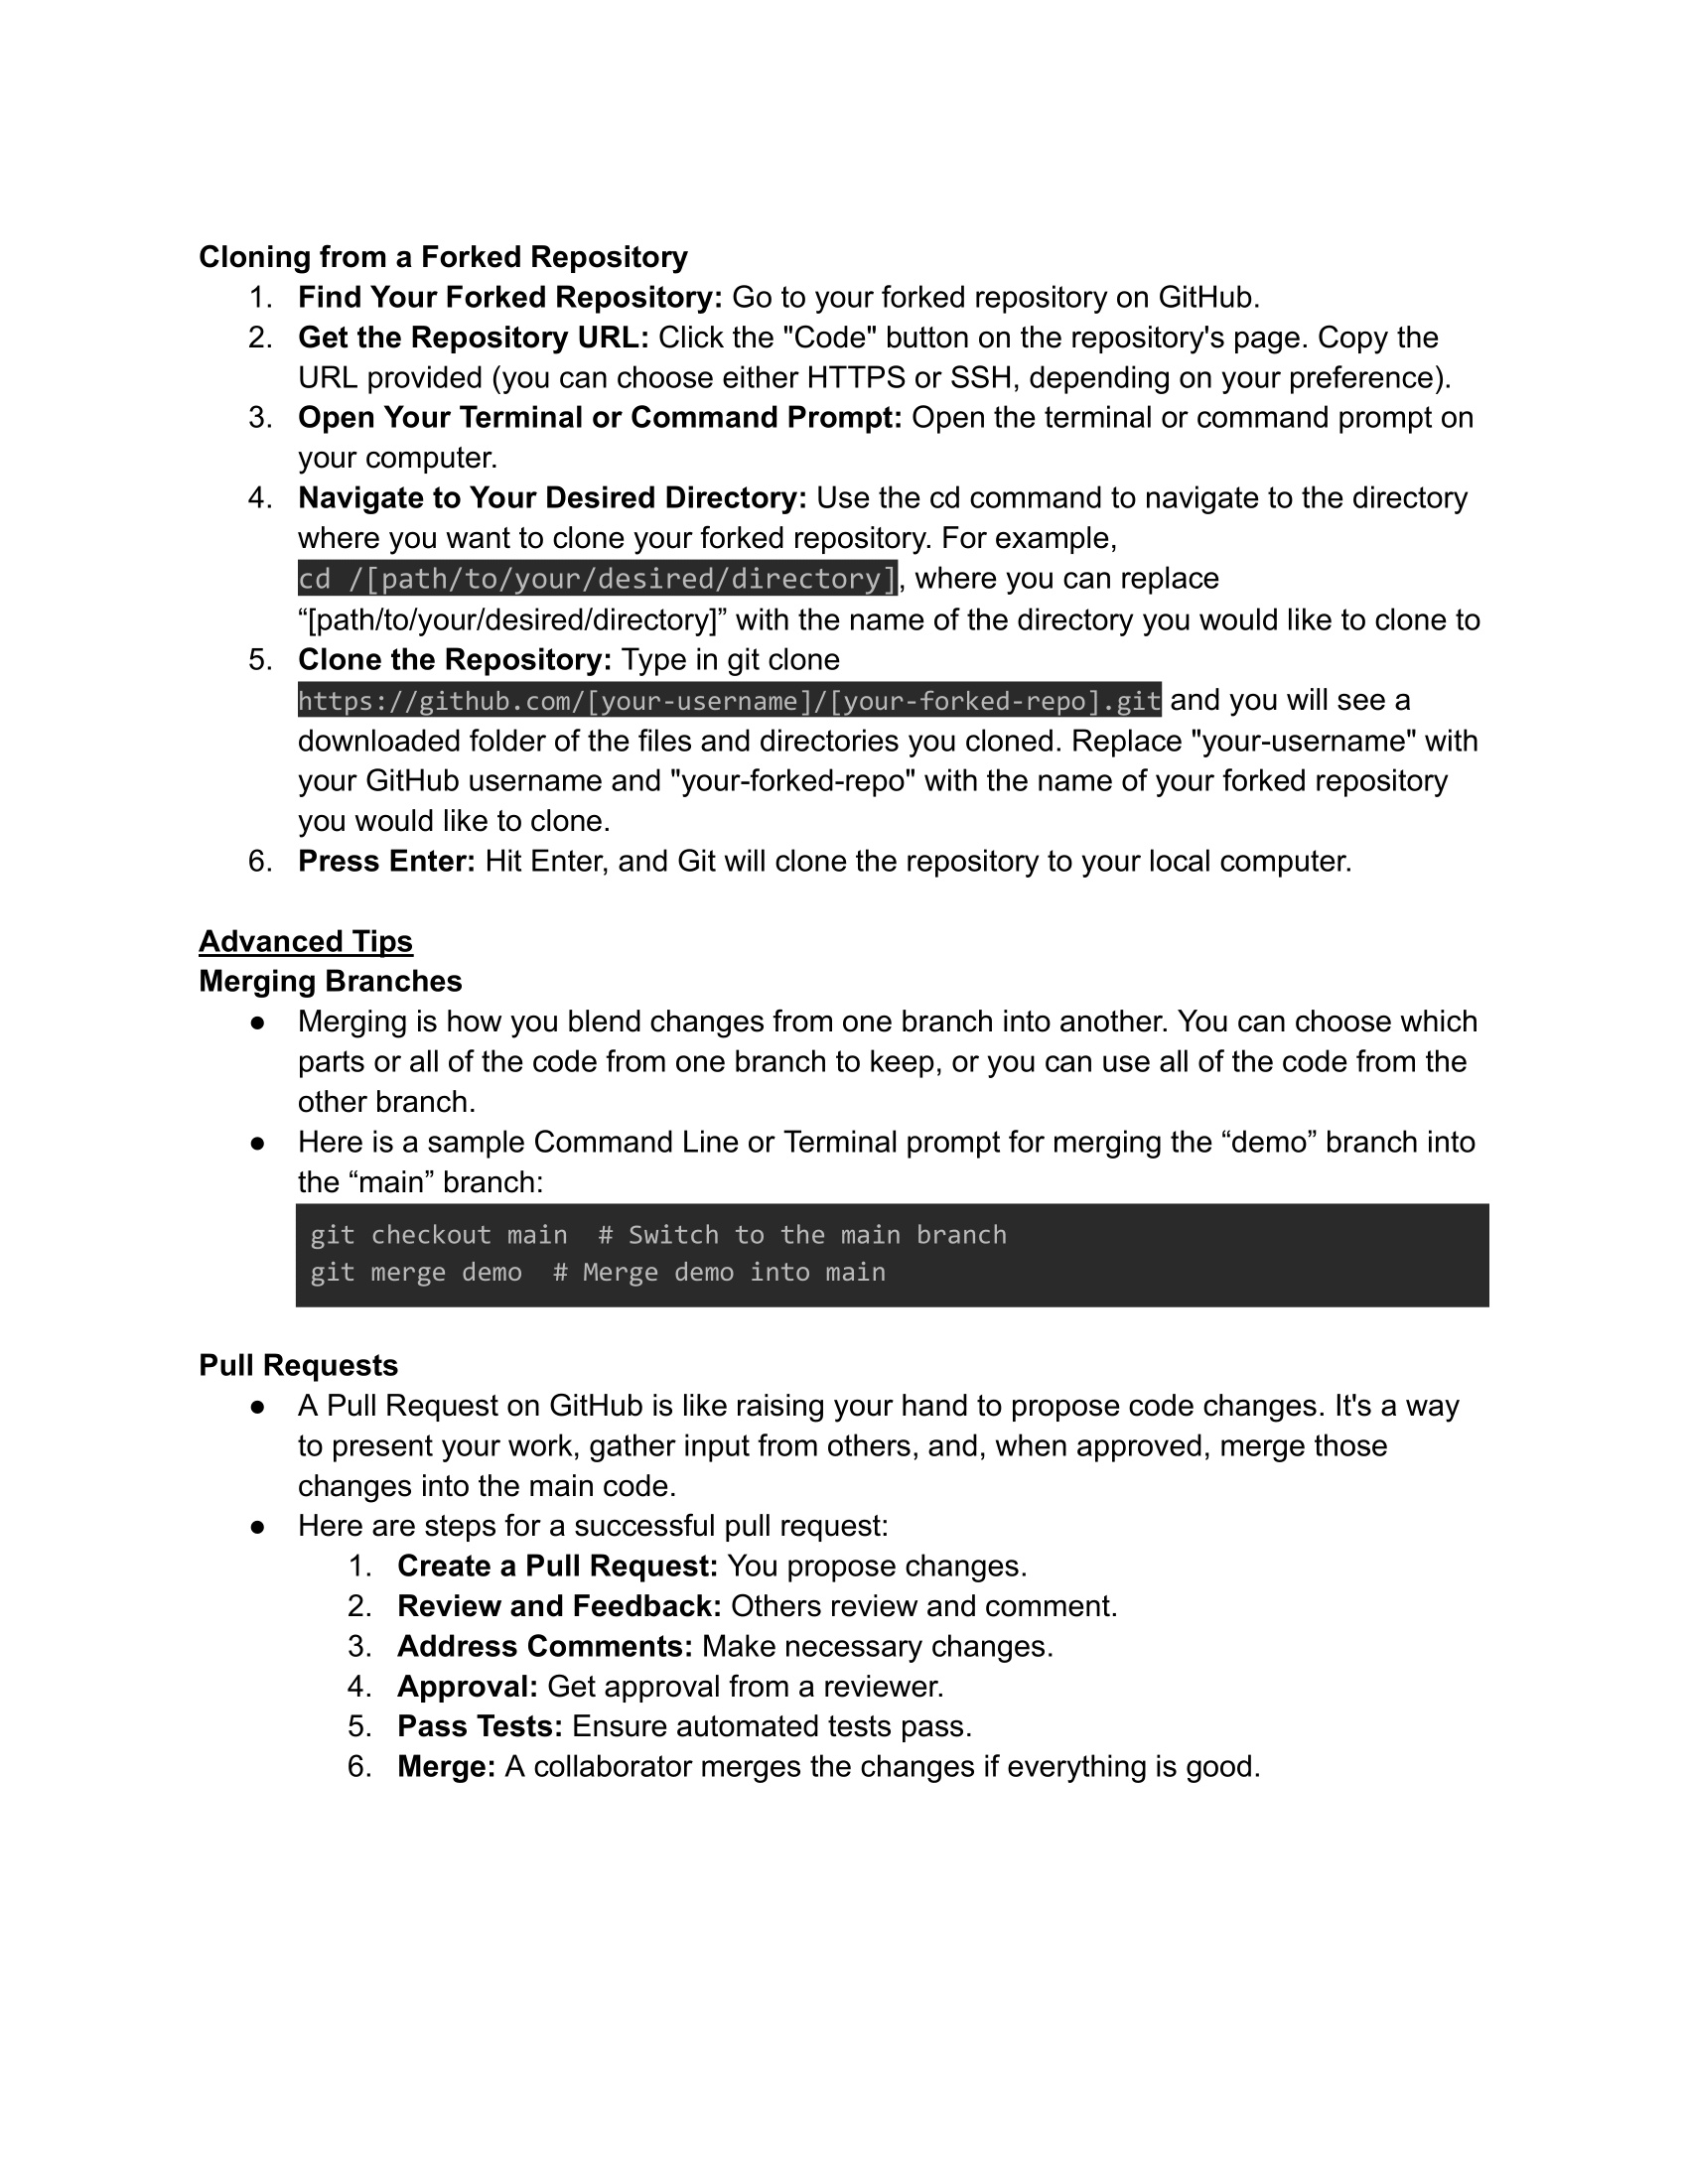 Cloning from a Forked Repository
1. Find Your Forked Repository: Go to your forked repository on GitHub.
2. Get the Repository URL: Click the "Code" button on the repository's page. Copy the
URL provided (you can choose either HTTPS or SSH, depending on your preference).
3. Open Your Terminal or Command Prompt: Open the terminal or command prompt on
your computer.
4. Navigate to Your Desired Directory: Use the cd command to navigate to the directory
where you want to clone your forked repository. For example,
cd /[path/to/your/desired/directory], where you can replace
“[path/to/your/desired/directory]” with the name of the directory you would like to clone to
5. Clone the Repository: Type in git clone
https://github.com/[your-username]/[your-forked-repo].git and you will see a
downloaded folder of the files and directories you cloned. Replace "your-username" with
your GitHub username and "your-forked-repo" with the name of your forked repository
you would like to clone.
6. Press Enter: Hit Enter, and Git will clone the repository to your local computer.
Advanced Tips
Merging Branches
● Merging is how you blend changes from one branch into another. You can choose which
parts or all of the code from one branch to keep, or you can use all of the code from the
other branch.
● Here is a sample Command Line or Terminal prompt for merging the “demo” branch into
the “main” branch:
git checkout main  # Switch to the main branch
git merge demo  # Merge demo into main
Pull Requests
● A Pull Request on GitHub is like raising your hand to propose code changes. It's a way
to present your work, gather input from others, and, when approved, merge those
changes into the main code.
● Here are steps for a successful pull request:
1. Create a Pull Request: You propose changes.
2. Review and Feedback: Others review and comment.
3. Address Comments: Make necessary changes.
4. Approval: Get approval from a reviewer.
5. Pass Tests: Ensure automated tests pass.
6. Merge: A collaborator merges the changes if everything is good.